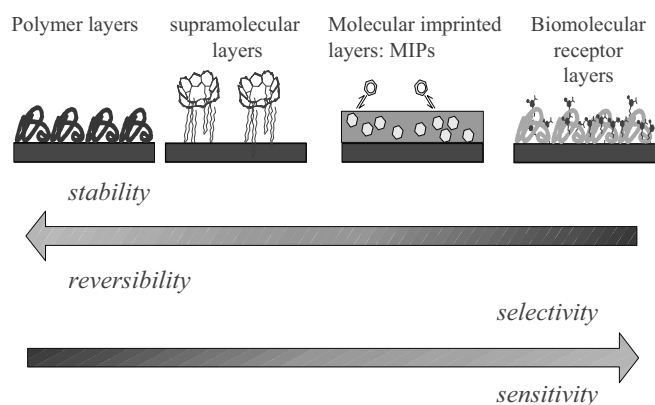 Polymer layers
supramolecular
layers
Molecular imprinted
layers: MIPs
Biomolecular
receptor
layers
stability
reversibility
selectivity
sensitivity